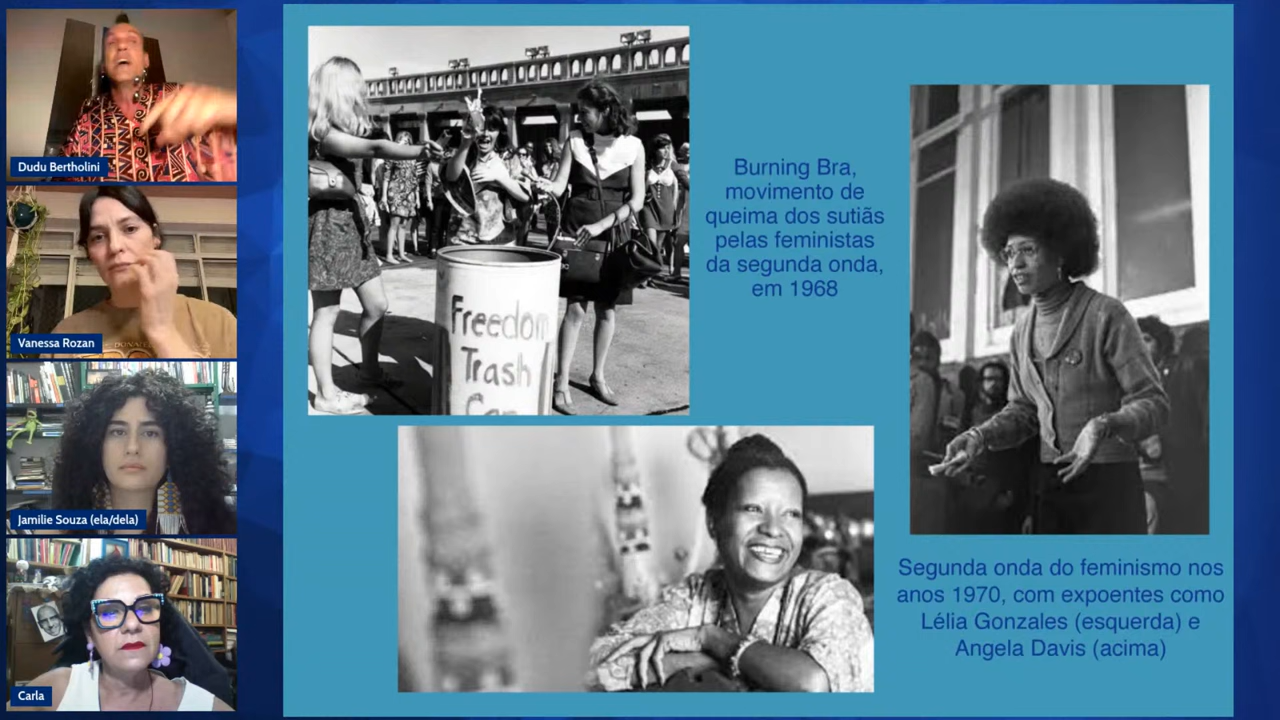 Dudu Bertholini
Vanessa Rozan
Jamilie Souza (ela/dela)
Carla
Freedom
Trash
Can
Burning Bra,
movimento de
queima dos sutiãs
pelas feministas
da segunda onda,
em 1968
Segunda onda do feminismo nos
anos 1970, com expoentes como
Lélia Gonzales (esquerda) e
Angela Davis (acima)